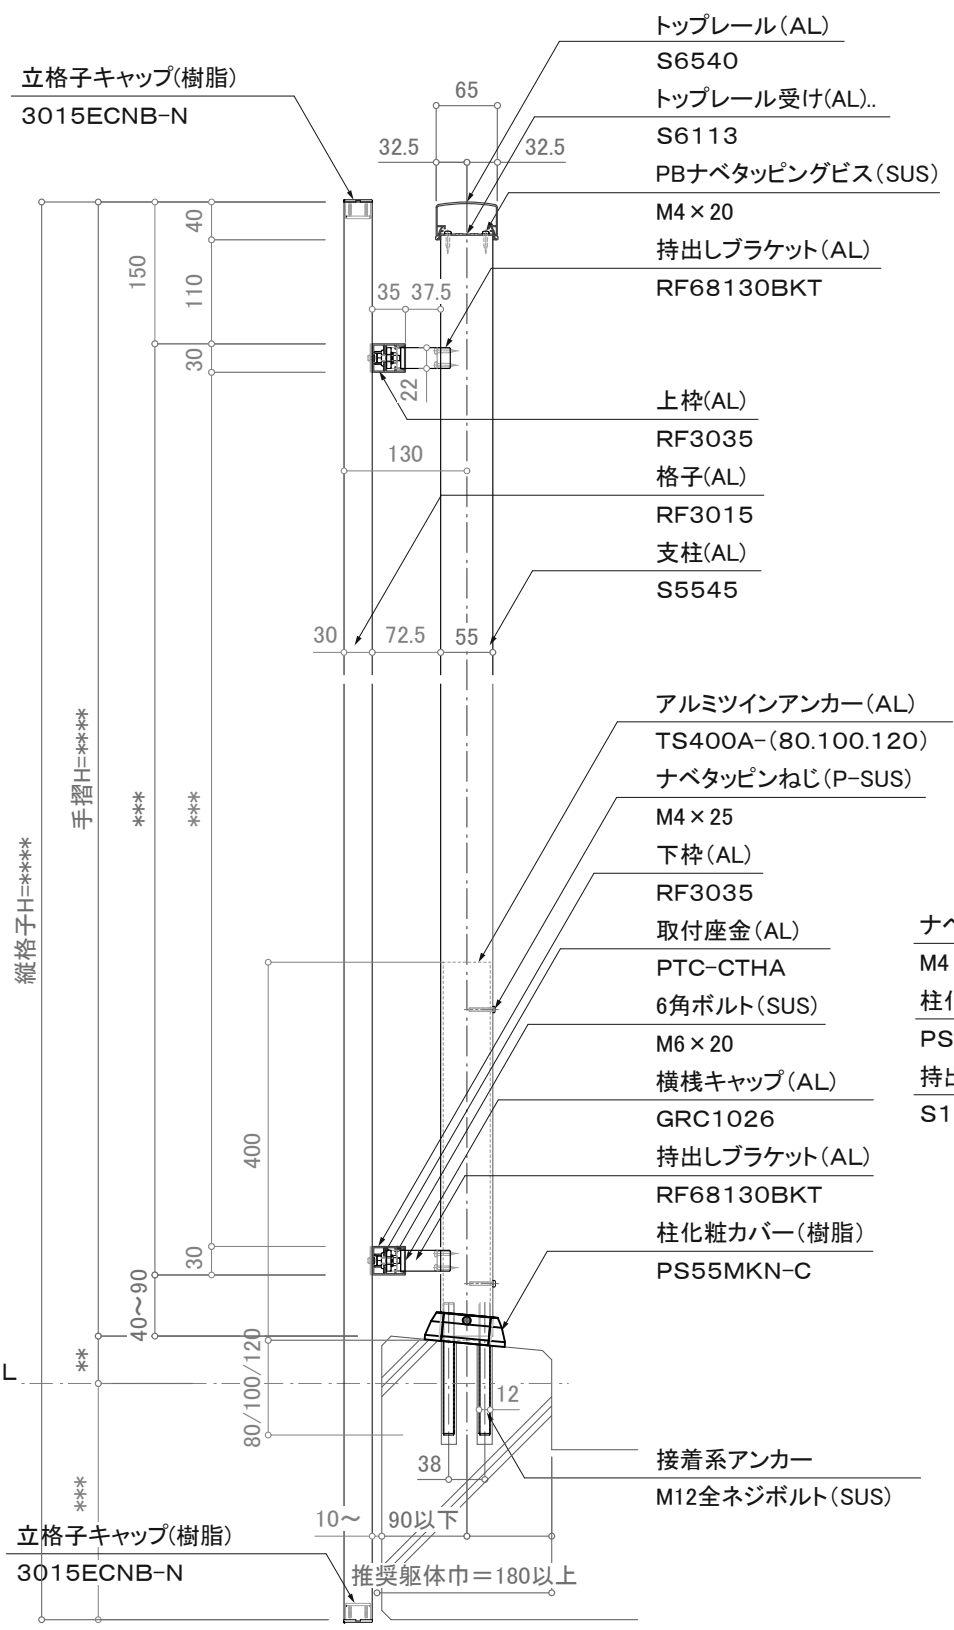 トップレール(AL)
S6540
立格子キャップ(樹脂)
3015ECNB-N
65
トップレール受け(AL)..
S6113
32.5
32.5
PBナベタッピングビス(SUS)
M4×20
持出しブラケット(AL)
RF68130BKT
40
150
110
35
37.5
30
22
上枠(AL)
RF3035
130
格子(AL)
RF3015
支柱(AL)
S5545
30
72.5
55
アルミツインアンカー(AL)
TS400A-(80.100.120)
ナベタッピンねじ(P-SUS)
M4×25
手摺H=****
***
***
縦格子H=****
下枠(AL)
RF3035
取付座金(AL)
PTC-CTHA
6角ボルト(SUS)
M6×20
横桟キャップ(AL)
GRC1026
持出しブラケット(AL)
RF68130BKT
柱化粧カバー(樹脂)
PS55MKN-C
ナベ
M4
柱化
PS
持出
S1
400
30
40~90
**
80/100/120
L
12
38
接着系アンカー
M12全ネジボルト(SUS)
***
10~
90以下
推奨躯体巾=180以上
立格子キャップ(樹脂)
3015ECNB-N